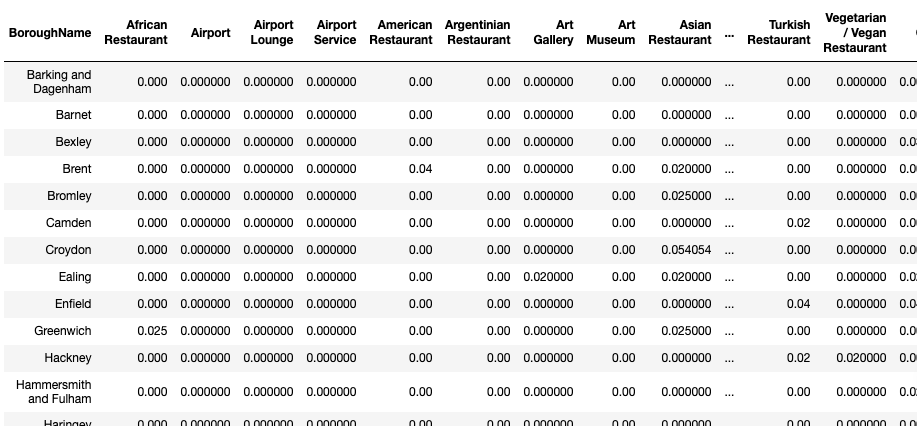 BoroughName African Restaurant Airport Airport Lounge Airport Service American Restaurant Argentinian Restaurant Art Gallery Art Museum Asian Restaurant ... Turkish Restaurant Vegetarian / Vegan Restaurant
Barking and Dagenham 0.000 0.000000 0.000000 0.000000 0.00 0.00 0.000000 0.00 0.000000 ... 0.00 0.000000
Barnet 0.000 0.000000 0.000000 0.000000 0.00 0.00 0.000000 0.00 0.000000 ... 0.00 0.000000
Bexley 0.000 0.000000 0.000000 0.000000 0.00 0.00 0.000000 0.00 0.000000 ... 0.00 0.000000
Brent 0.000 0.000000 0.000000 0.000000 0.04 0.00 0.000000 0.00 0.020000 ... 0.00 0.000000
Bromley 0.000 0.000000 0.000000 0.000000 0.00 0.00 0.000000 0.00 0.025000 ... 0.00 0.000000
Camden 0.000 0.000000 0.000000 0.000000 0.00 0.00 0.000000 0.00 0.000000 ... 0.02 0.000000
Croydon 0.000 0.000000 0.000000 0.000000 0.00 0.00 0.000000 0.00 0.054054 ... 0.00 0.000000
Ealing 0.000 0.000000 0.000000 0.000000 0.00 0.00 0.020000 0.00 0.020000 ... 0.00 0.000000
Enfield 0.000 0.000000 0.000000 0.000000 0.00 0.00 0.000000 0.00 0.000000 ... 0.04 0.000000
Greenwich 0.025 0.000000 0.000000 0.000000 0.00 0.00 0.000000 0.00 0.025000 ... 0.00 0.000000
Hackney 0.000 0.000000 0.000000 0.000000 0.00 0.00 0.000000 0.00 0.000000 ... 0.02 0.020000
Hammersmith and Fulham 0.000 0.000000 0.000000 0.000000 0.00 0.00 0.000000 0.00 0.000000 ... 0.00 0.000000
Haringey 0.000 0.000000 0.000000 0.000000 0.00 0.00 0.000000 0.00 0.000000 ... 0.00 0.000000